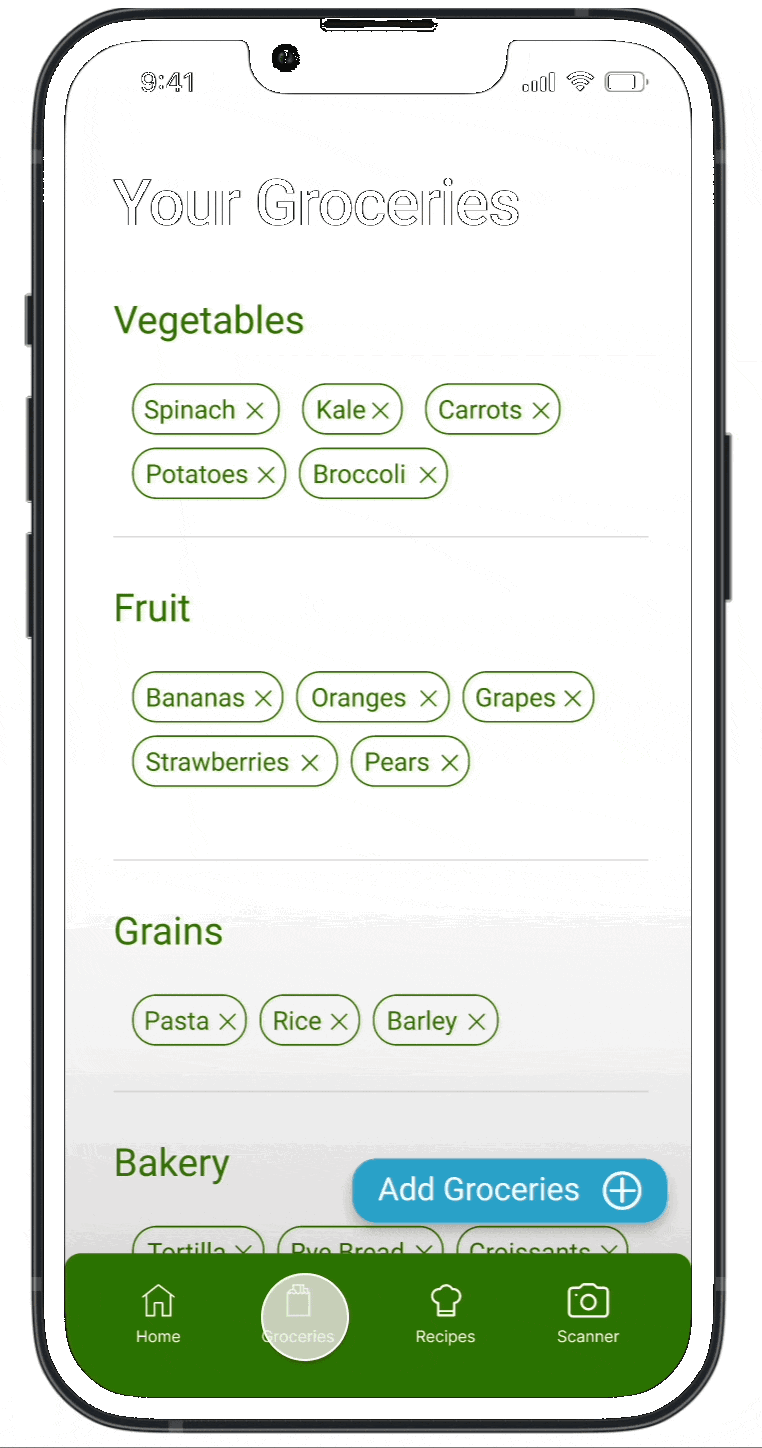 9:41
Your Groceries
Vegetables
Spinach Kale Carrots
Potatoes Broccoli
Fruit
Bananas Oranges Grapes
Strawberries Pears
Grains
Pasta Rice Barley
Bakery
Add Groceries
Tortilla Rye Bread Croissants
Home Groceries Recipes Scanner